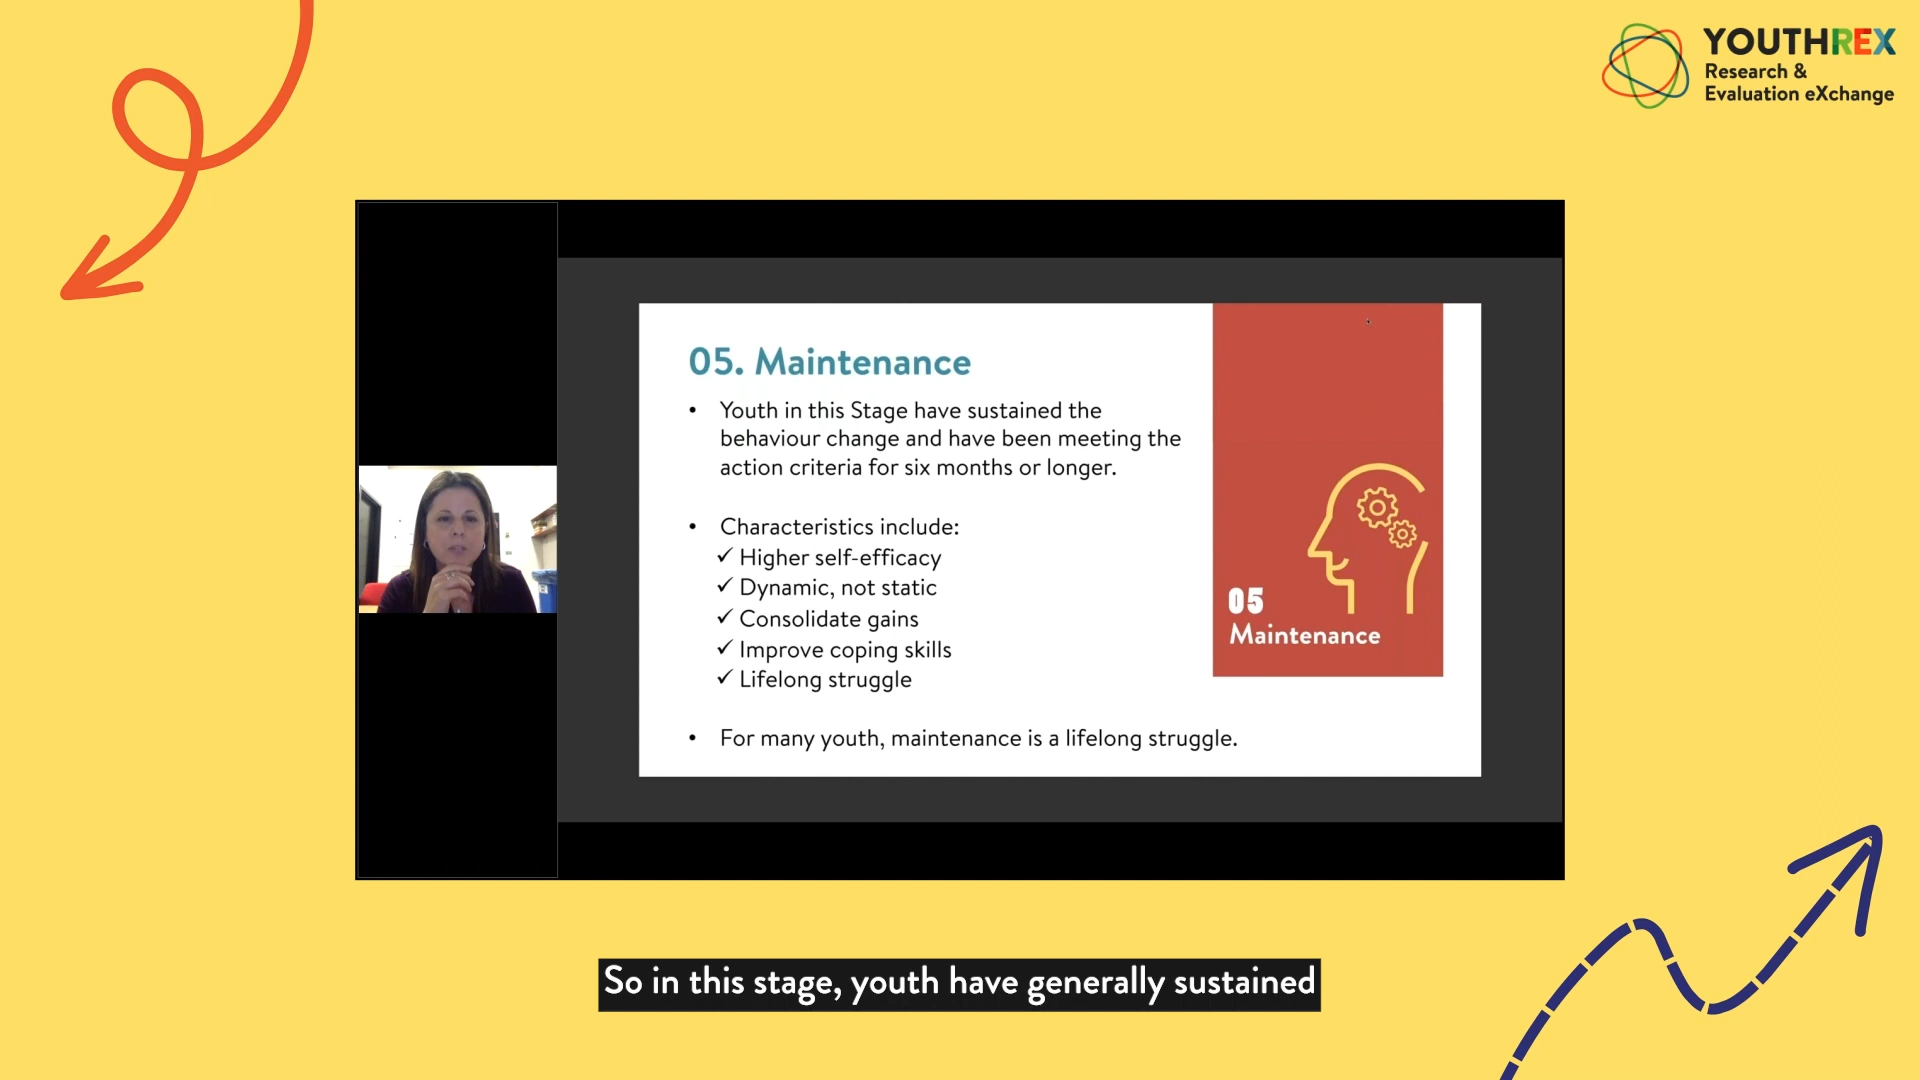 YOUTHREX
Research &
Evaluation eXchange
05. Maintenance
• Youth in this Stage have sustained the
behaviour change and have been meeting the
action criteria for six months or longer.
• Characteristics include:
✓ Higher self-efficacy
✓ Dynamic, not static
✓ Consolidate gains
✓ Improve coping skills
✓ Lifelong struggle
• For many youth, maintenance is a lifelong struggle.
05
Maintenance
So in this stage, youth have generally sustained